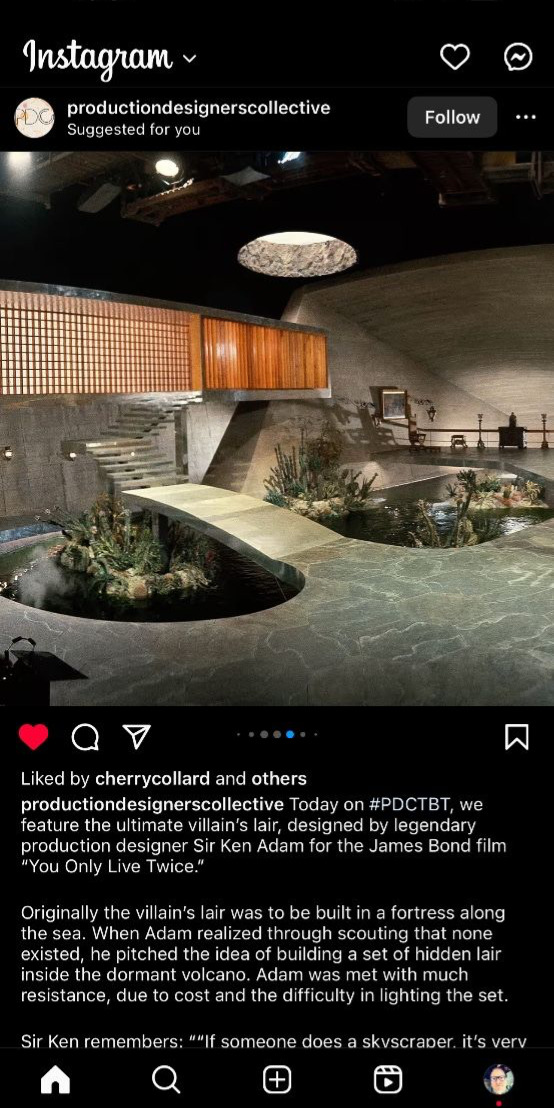 Instagram
PDC
productiondesignerscollective
Suggested for you
Follow
Liked by cherrycollard and others
productiondesignerscollective Today on #PDCTBT, we
feature the ultimate villain’s lair, designed by legendary
production designer Sir Ken Adam for the James Bond film
“You Only Live Twice.”
Originally the villain’s lair was to be built in a fortress along
the sea. When Adam realized through scouting that none
existed, he pitched the idea of building a set of hidden lair
inside the dormant volcano. Adam was met with much
resistance, due to cost and the difficulty in lighting the set.
Sir Ken remembers: ““If someone does a skyscraper, it’s very